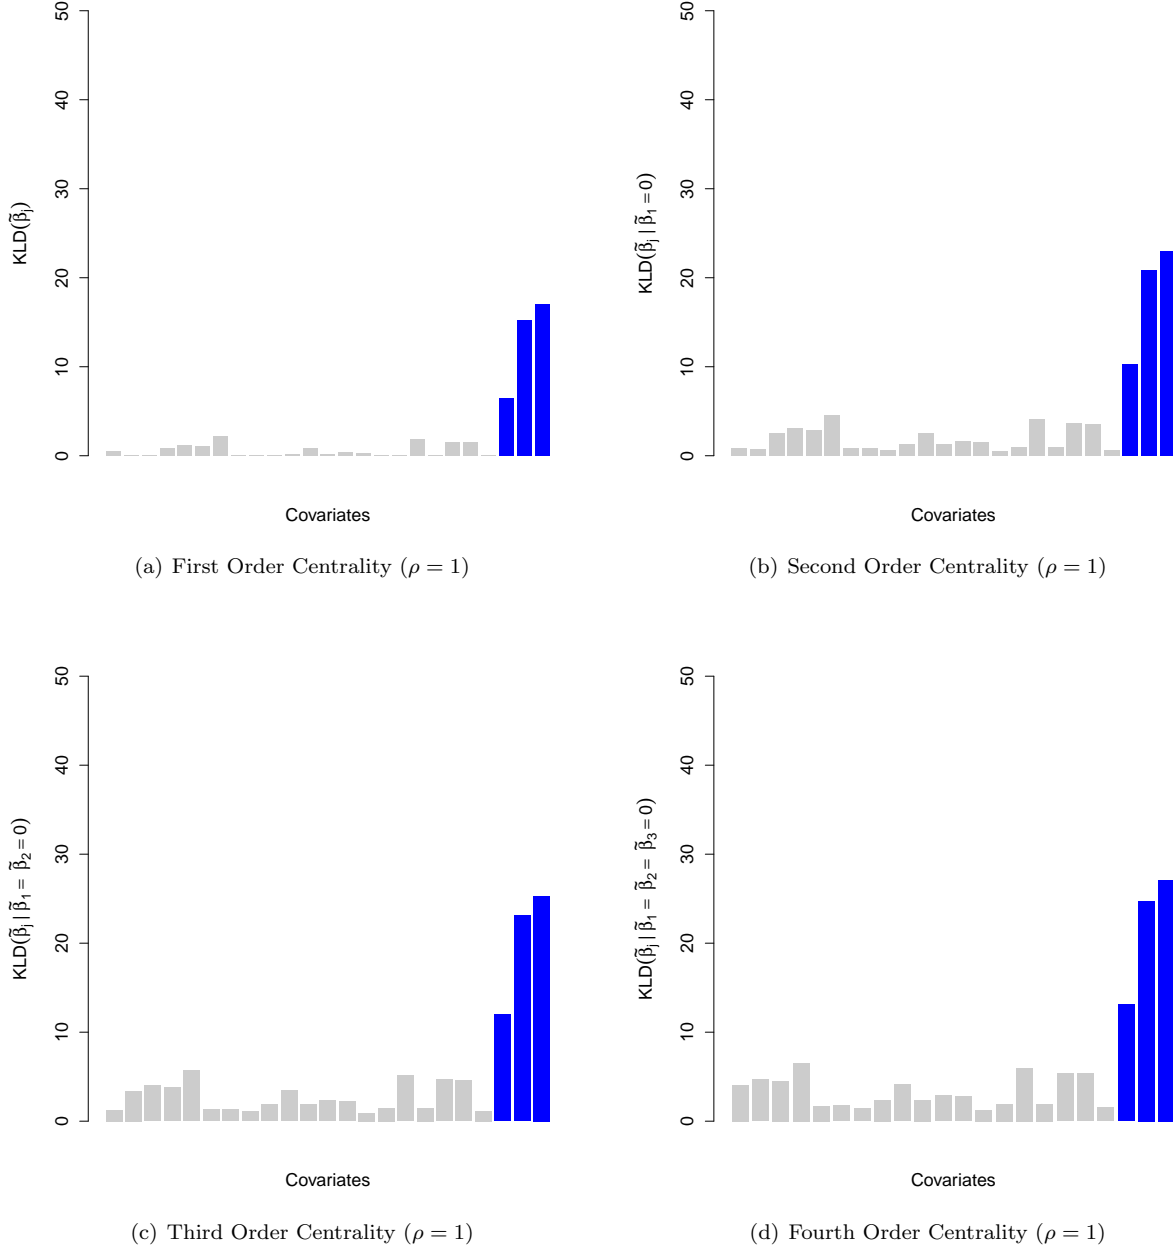 50
40
30
20
10
0
KLD(β̃j)
Covariates
(a) First Order Centrality (ρ = 1)
50
40
30
20
10
0
KLD(β̃j | β̃1 = 0)
Covariates
(b) Second Order Centrality (ρ = 1)
50
40
30
20
10
0
KLD(β̃j | β̃1 = β̃2 = 0)
Covariates
(c) Third Order Centrality (ρ = 1)
50
40
30
20
10
0
KLD(β̃j | β̃1 = β̃2 = β̃3 = 0)
Covariates
(d) Fourth Order Centrality (ρ = 1)